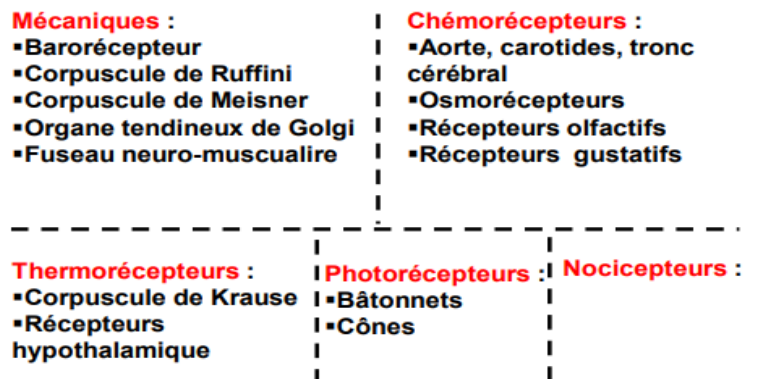 Mécaniques :
▪Barorécepteur
▪Corpuscule de Ruffini
▪Corpuscule de Meisner
▪Organe tendineux de Golgi
▪Fuseau neuro-muscualire
Chémorécepteurs :
▪Aorte, carotides, tronc
cérébral
▪Osmorécepteurs
▪Récepteurs olfactifs
▪Récepteurs gustatifs
Thermorécepteurs :
▪Corpuscule de Krause
▪Récepteurs
hypothalamique
Photorécepteurs :
▪Bâtonnets
▪Cônes
Nocicepteurs :